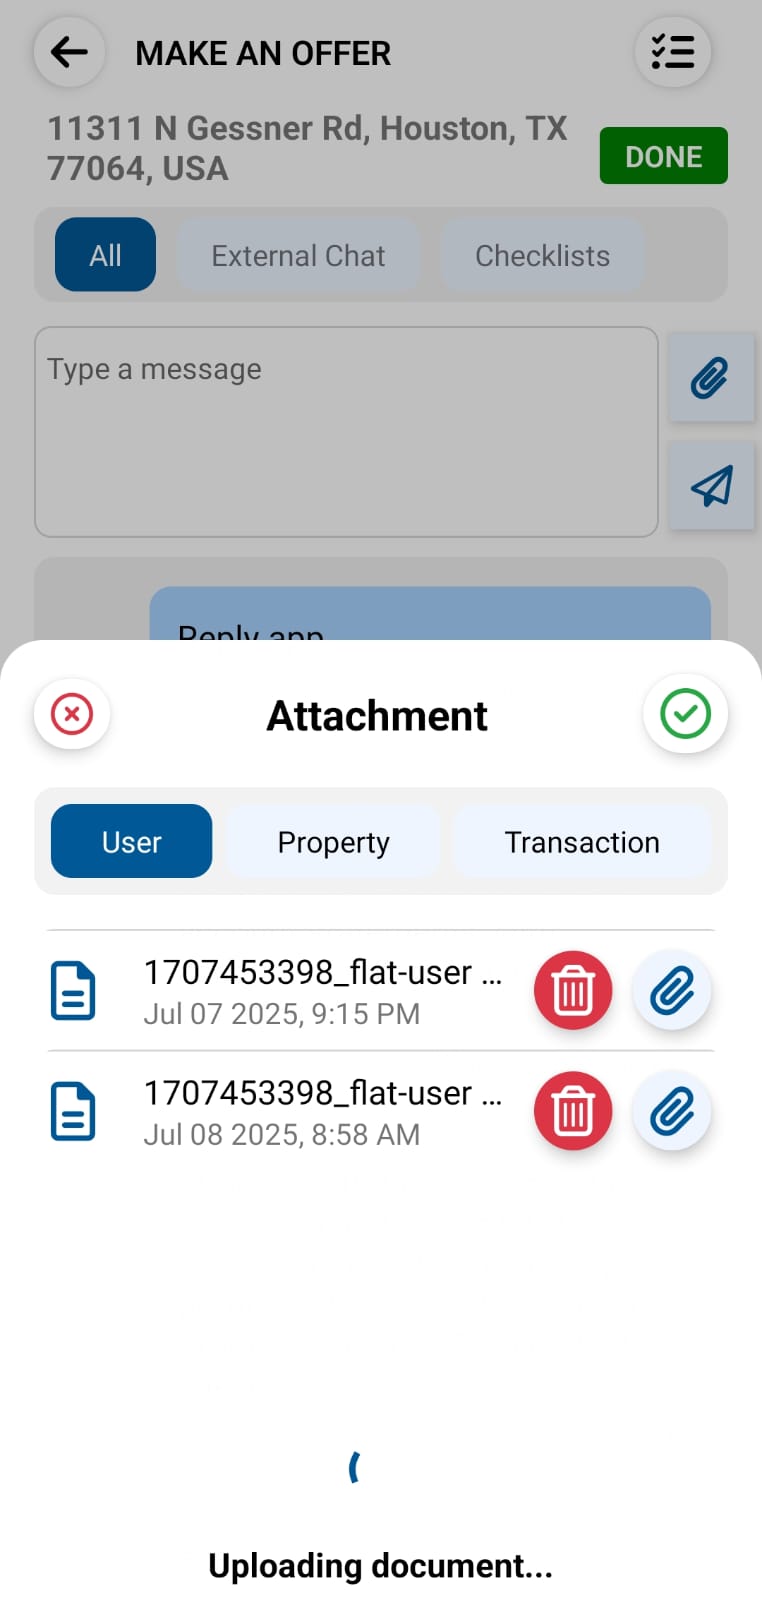 MAKE AN OFFER
11311 N Gessner Rd, Houston, TX
77064, USA
DONE
All
External Chat
Checklists
Type a message
Reply app
Attachment
User
Property
Transaction
1707453398_flat-user ...
Jul 07 2025, 9:15 PM
1707453398_flat-user ...
Jul 08 2025, 8:58 AM
Uploading document...